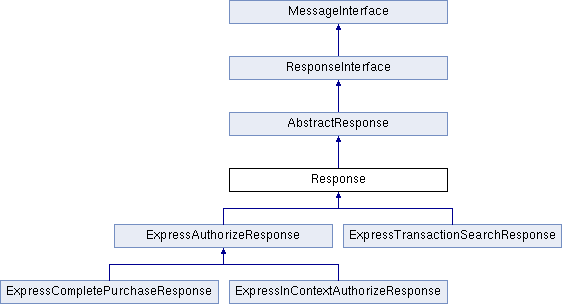 MessageInterface
ResponseInterface
AbstractResponse
Response
ExpressAuthorizeResponse
ExpressTransactionSearchResponse
ExpressCompletePurchaseResponse
ExpressInContextAuthorizeResponse